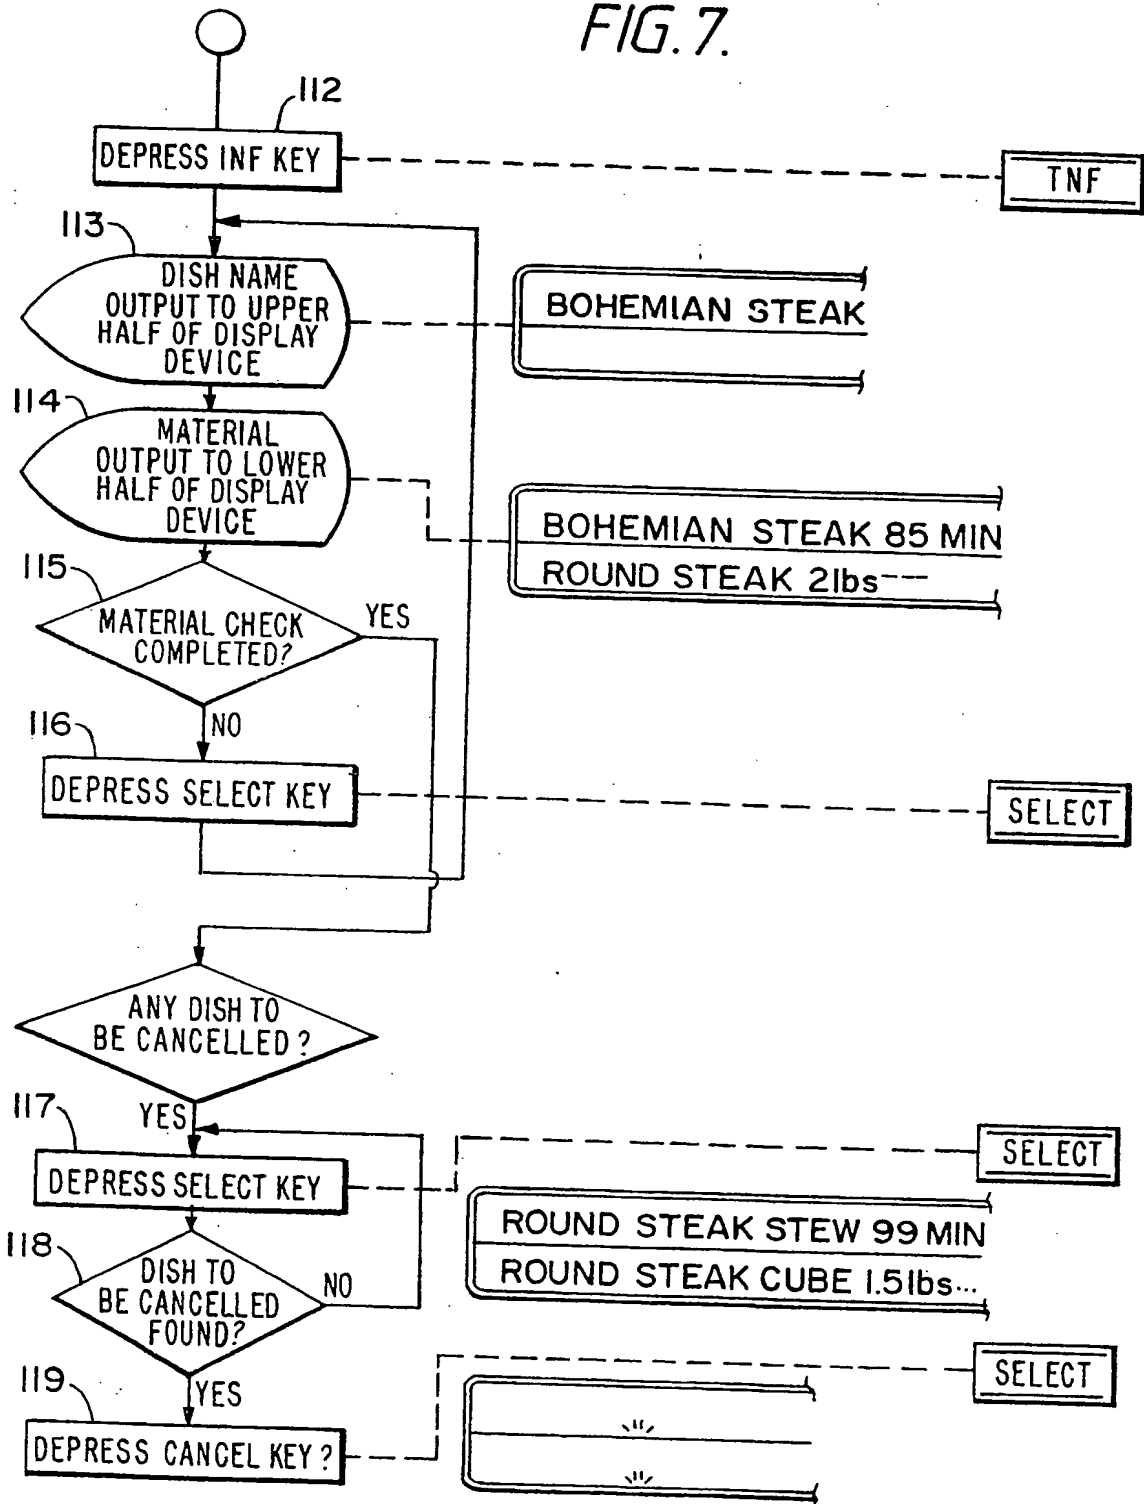 FIG. 7.
112
DEPRESS INF KEY
TNF
113
DISH NAME
OUTPUT TO UPPER
HALF OF DISPLAY
DEVICE
BOHEMIAN STEAK
114
MATERIAL
OUTPUT TO LOWER
HALF OF DISPLAY
DEVICE
BOHEMIAN STEAK 85 MIN
ROUND STEAK 2lbs---
115
MATERIAL CHECK
COMPLETED?
YES
NO
116
DEPRESS SELECT KEY
SELECT
ANY DISH TO
BE CANCELLED?
YES
117
DEPRESS SELECT KEY
SELECT
ROUND STEAK STEW 99 MIN
ROUND STEAK CUBE 1.5lbs...
118
DISH TO
BE CANCELLED
FOUND?
NO
YES
119
DEPRESS CANCEL KEY?
SELECT